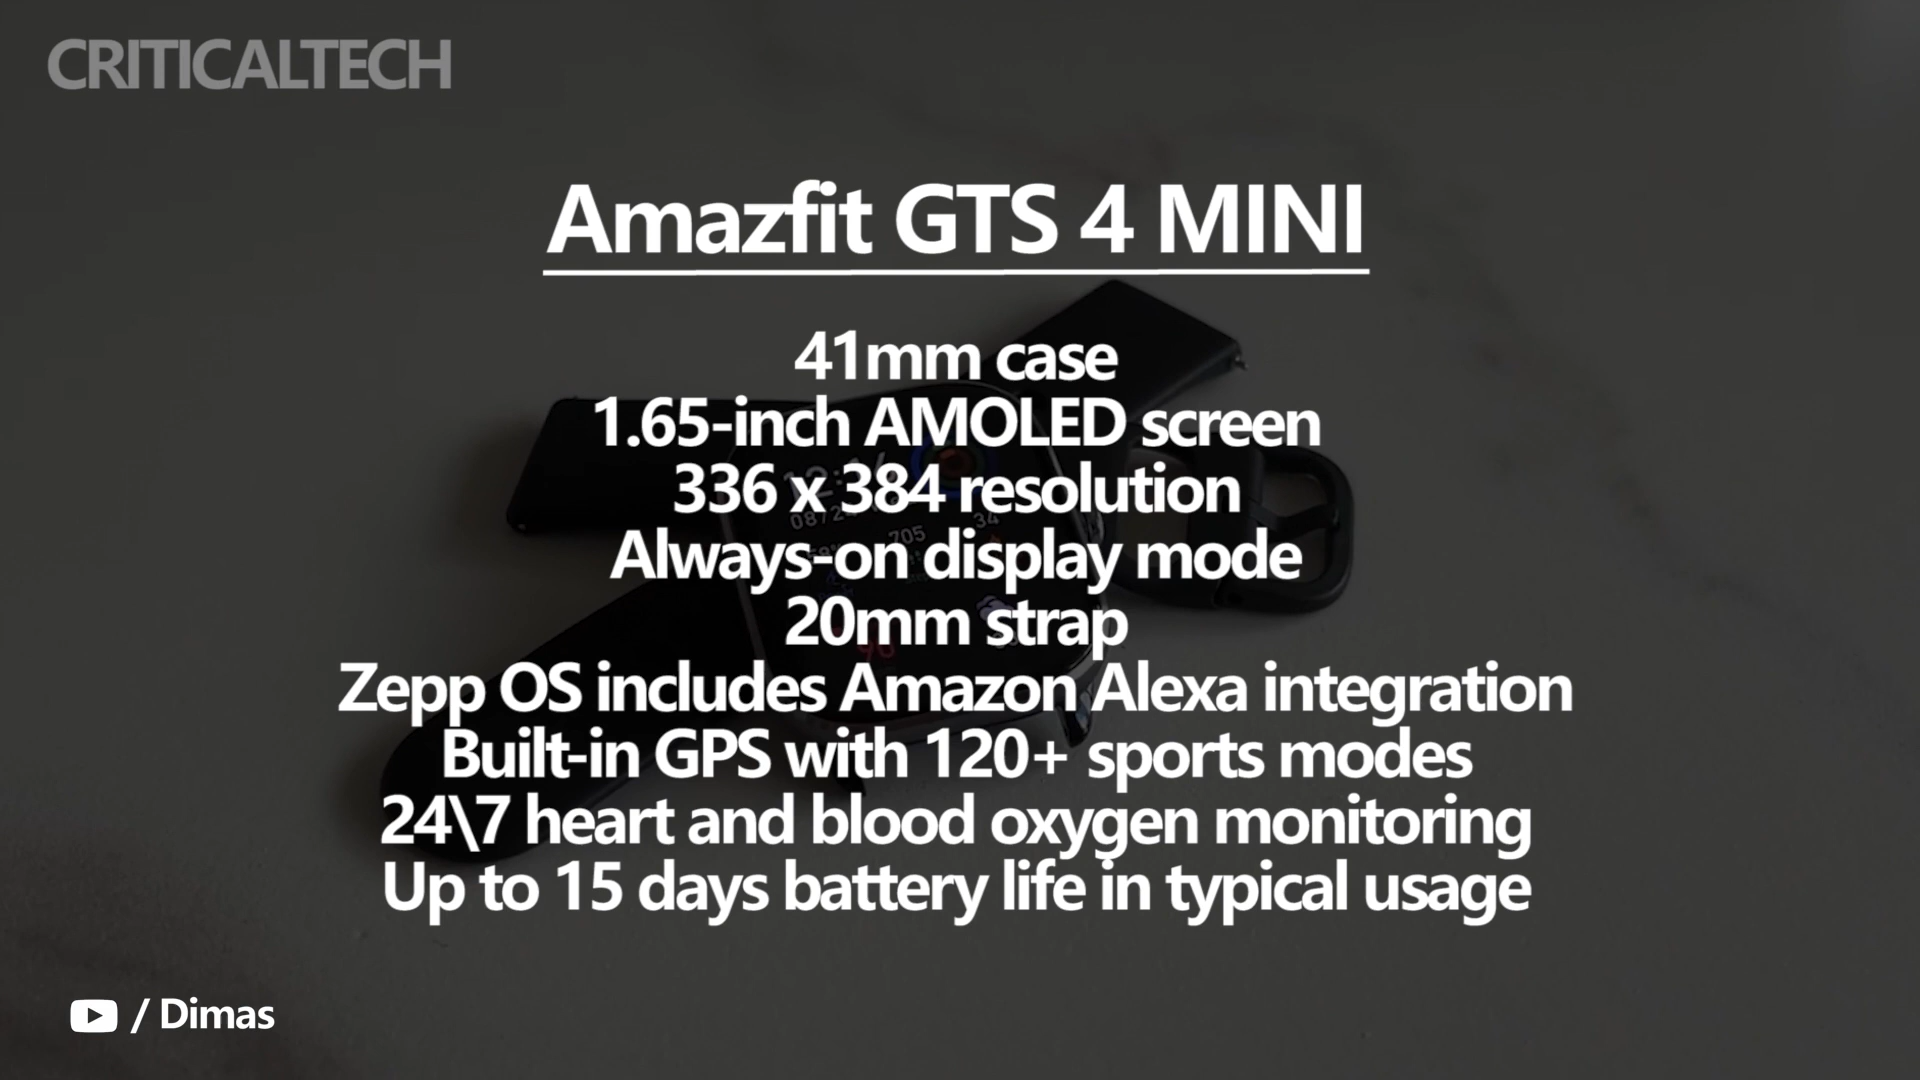 CRITICALTECH
Amazfit GTS 4 MINI
41mm case
1.65-inch AMOLED screen
336 x 384 resolution
Always-on display mode
20mm strap
Zepp OS includes Amazon Alexa integration
Built-in GPS with 120+ sports modes
24\7 heart and blood oxygen monitoring
Up to 15 days battery life in typical usage
/ Dimas